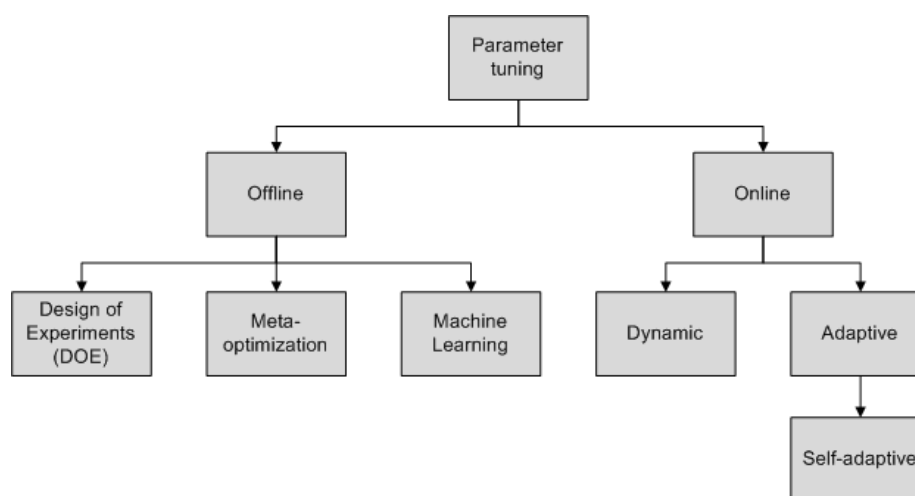 Parameter
tuning
Offline
Online
Design of
Experiments
(DOE)
Meta-
optimization
Machine
Learning
Dynamic
Adaptive
Self-adaptive